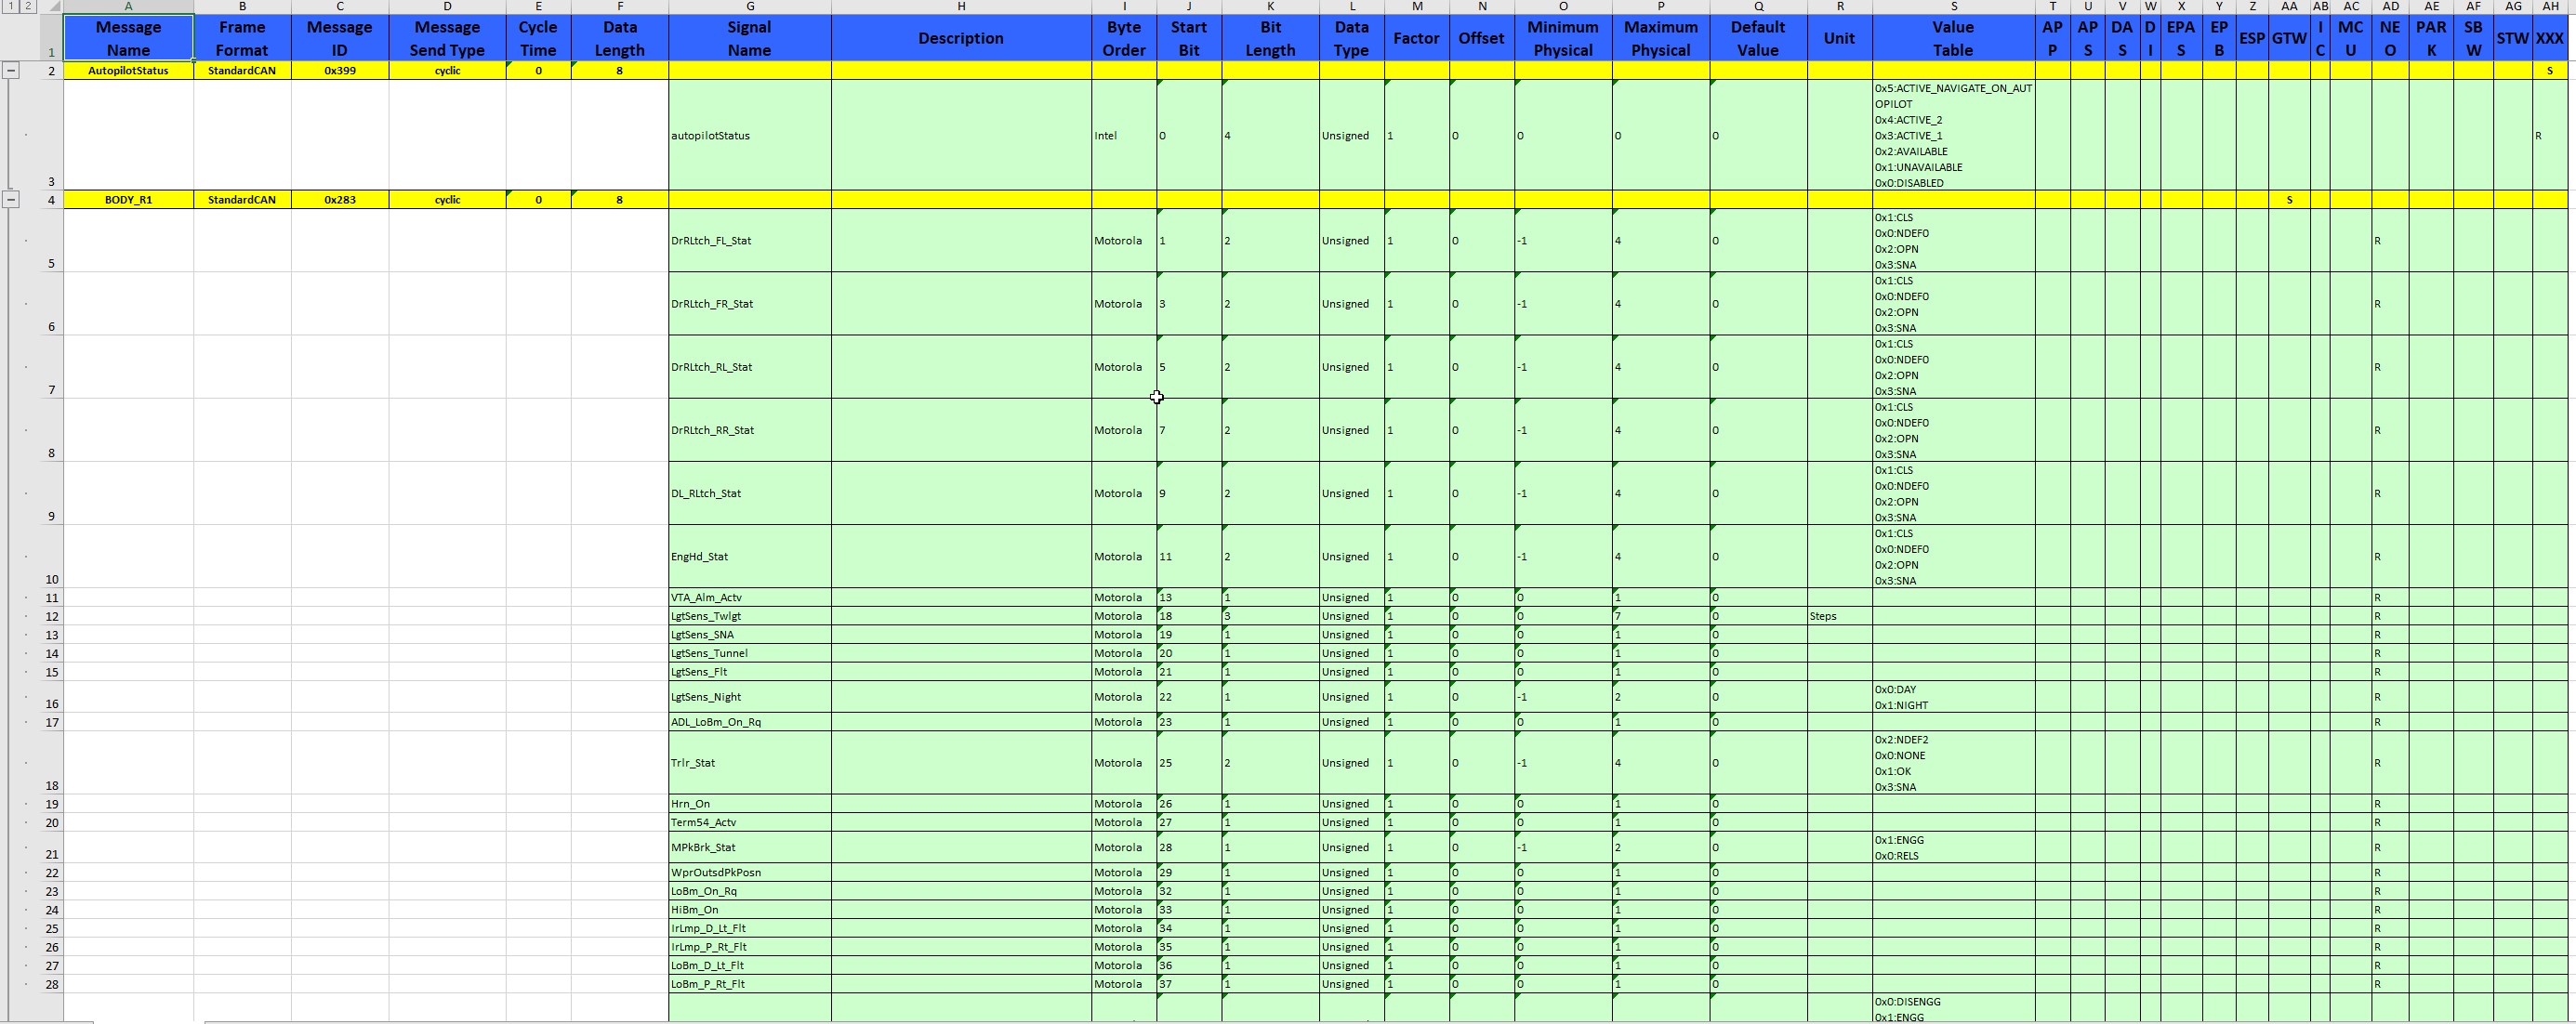 1 2 A B C D E F G H I J K L M N O P Q R S T U V W X Y Z AA AB AC AD AE AF AG AH
1 Message Name Frame Format Message ID Message Send Type Cycle Time Data Length Signal Name Description Byte Order Start Bit Bit Length Data Type Factor Offset Minimum Physical Maximum Physical Default Value Unit Value Table APP APS DAS DI EPAS EPB ESP GTW IC MCU NEO PARK SBW STW XXX
2 AutopilotStatus StandardCAN 0x399 cyclic 0 8 S
3 autopilotStatus Intel 0 4 Unsigned 1 0 0 0 0 0x5:ACTIVE_NAVIGATE_ON_AUT
OPILOT
0x4:ACTIVE_2
0x3:ACTIVE_1
0x2:AVAILABLE
0x1:UNAVAILABLE
0x0:DISABLED R
4 BODY_R1 StandardCAN 0x283 cyclic 0 8 S
5 DrRLtch_FL_Stat Motorola 1 2 Unsigned 1 0 -1 4 0 0x1:CLS
0x0:NDEF0
0x2:OPN
0x3:SNA R
6 DrRLtch_FR_Stat Motorola 3 2 Unsigned 1 0 -1 4 0 0x1:CLS
0x0:NDEF0
0x2:OPN
0x3:SNA R
7 DrRLtch_RL_Stat Motorola 5 2 Unsigned 1 0 -1 4 0 0x1:CLS
0x0:NDEF0
0x2:OPN
0x3:SNA R
8 DrRLtch_RR_Stat Motorola 7 2 Unsigned 1 0 -1 4 0 0x1:CLS
0x0:NDEF0
0x2:OPN
0x3:SNA R
9 DL_RLtch_Stat Motorola 9 2 Unsigned 1 0 -1 4 0 0x1:CLS
0x0:NDEF0
0x2:OPN
0x3:SNA R
10 EngHd_Stat Motorola 11 2 Unsigned 1 0 -1 4 0 0x1:CLS
0x0:NDEF0
0x2:OPN
0x3:SNA R
11 VTA_Alm_Actv Motorola 13 1 Unsigned 1 0 0 1 0 R
12 LgtSens_Twlgt Motorola 18 3 Unsigned 1 0 0 7 0 Steps R
13 LgtSens_SNA Motorola 19 1 Unsigned 1 0 0 1 0 R
14 LgtSens_Tunnel Motorola 20 1 Unsigned 1 0 0 1 0 R
15 LgtSens_Flt Motorola 21 1 Unsigned 1 0 0 1 0 R
16 LgtSens_Night Motorola 22 1 Unsigned 1 0 -1 2 0 0x0:DAY
0x1:NIGHT R
17 ADL_LoBm_On_Rq Motorola 23 1 Unsigned 1 0 0 1 0 R
18 Trlr_Stat Motorola 25 2 Unsigned 1 0 -1 4 0 0x2:NDEF2
0x0:NONE
0x1:OK
0x3:SNA R
19 Hrn_On Motorola 26 1 Unsigned 1 0 0 1 0 R
20 Term54_Actv Motorola 27 1 Unsigned 1 0 0 1 0 R
21 MPkBrk_Stat Motorola 28 1 Unsigned 1 0 -1 2 0 0x1:ENGG
0x0:RELS R
22 WprOutsdPkPosn Motorola 29 1 Unsigned 1 0 0 1 0 R
23 LoBm_On_Rq Motorola 32 1 Unsigned 1 0 0 1 0 R
24 HiBm_On Motorola 33 1 Unsigned 1 0 0 1 0 R
25 IrLmp_D_Lt_Flt Motorola 34 1 Unsigned 1 0 0 1 0 R
26 IrLmp_P_Rt_Flt Motorola 35 1 Unsigned 1 0 0 1 0 R
27 LoBm_D_Lt_Flt Motorola 36 1 Unsigned 1 0 0 1 0 R
28 LoBm_P_Rt_Flt Motorola 37 1 Unsigned 1 0 0 1 0 R
0x0:DISENGG
0x1:ENGG